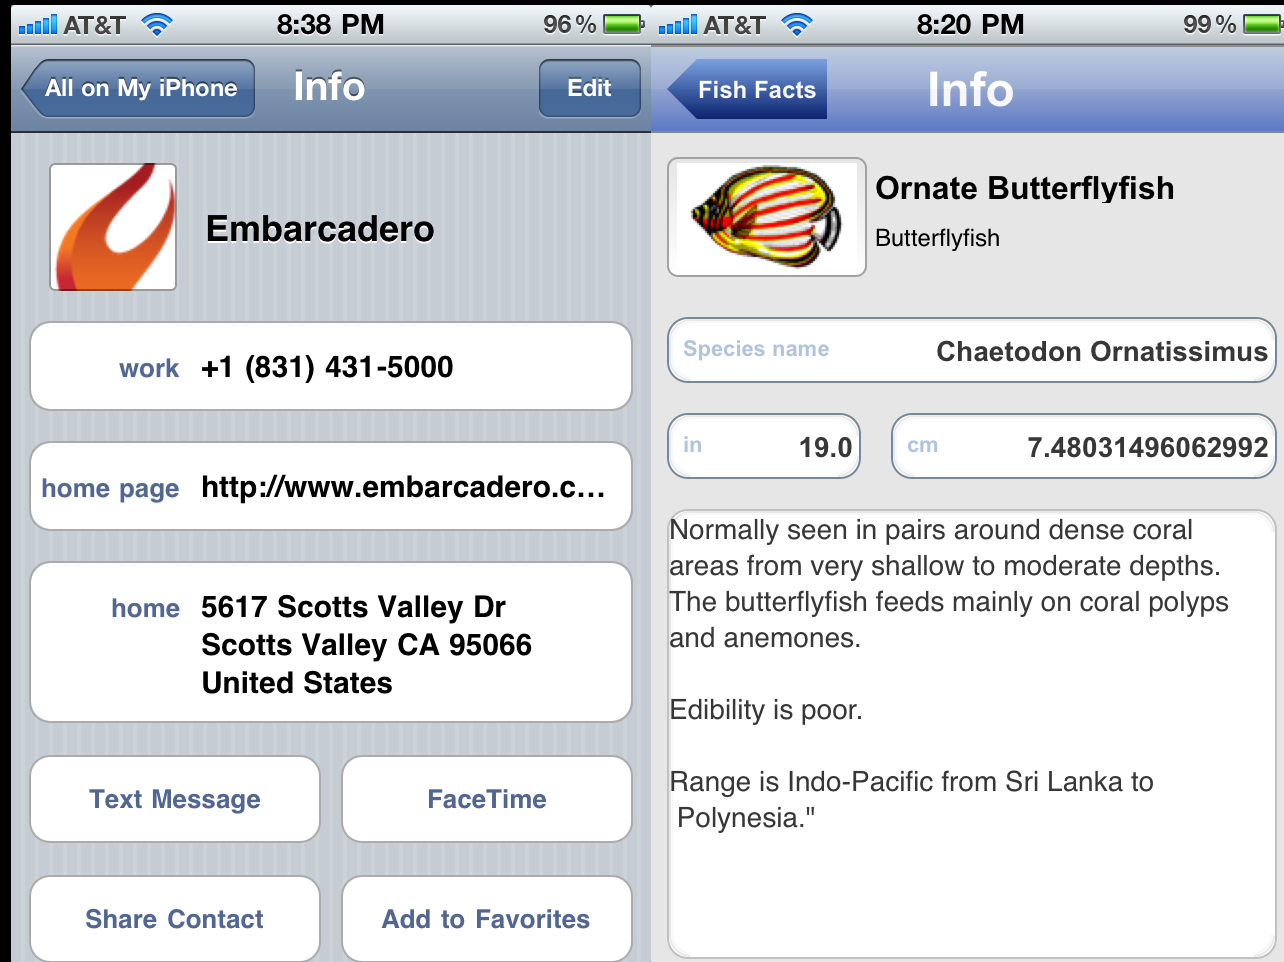 AT&T 8:38 PM 96%
All on My iPhone Info Edit
Embarcadero
work +1 (831) 431-5000
home page http://www.embarcadero.c...
home 5617 Scotts Valley Dr
Scotts Valley CA 95066
United States
Text Message FaceTime
Share Contact Add to Favorites
AT&T 8:20 PM 99%
Fish Facts Info
Ornate Butterflyfish
Butterflyfish
Species name Chaetodon Ornatissimus
in 19.0 cm 7.48031496062992
Normally seen in pairs around dense coral
areas from very shallow to moderate depths.
The butterflyfish feeds mainly on coral polyps
and anemones.
Edibility is poor.
Range is Indo-Pacific from Sri Lanka to
Polynesia."